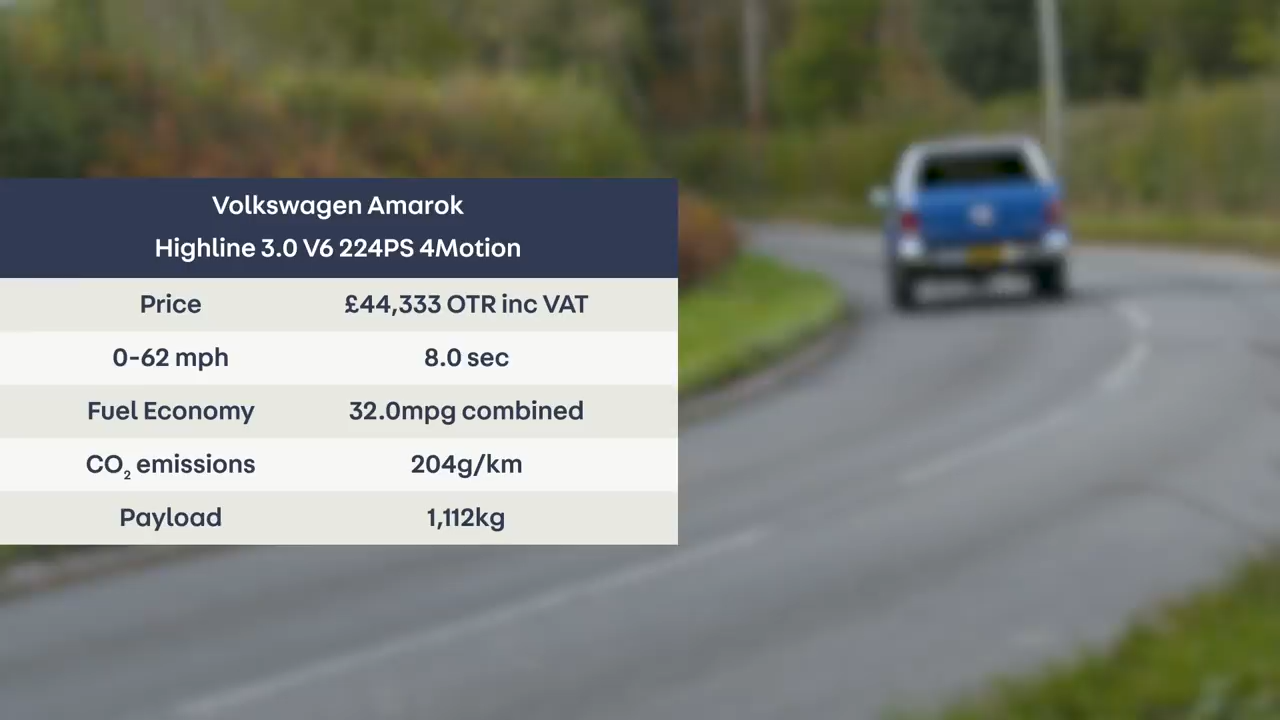 Volkswagen Amarok
Highline 3.0 V6 224PS 4Motion
Price £44,333 OTR inc VAT
0-62 mph 8.0 sec
Fuel Economy 32.0mpg combined
CO₂ emissions 204g/km
Payload 1,112kg